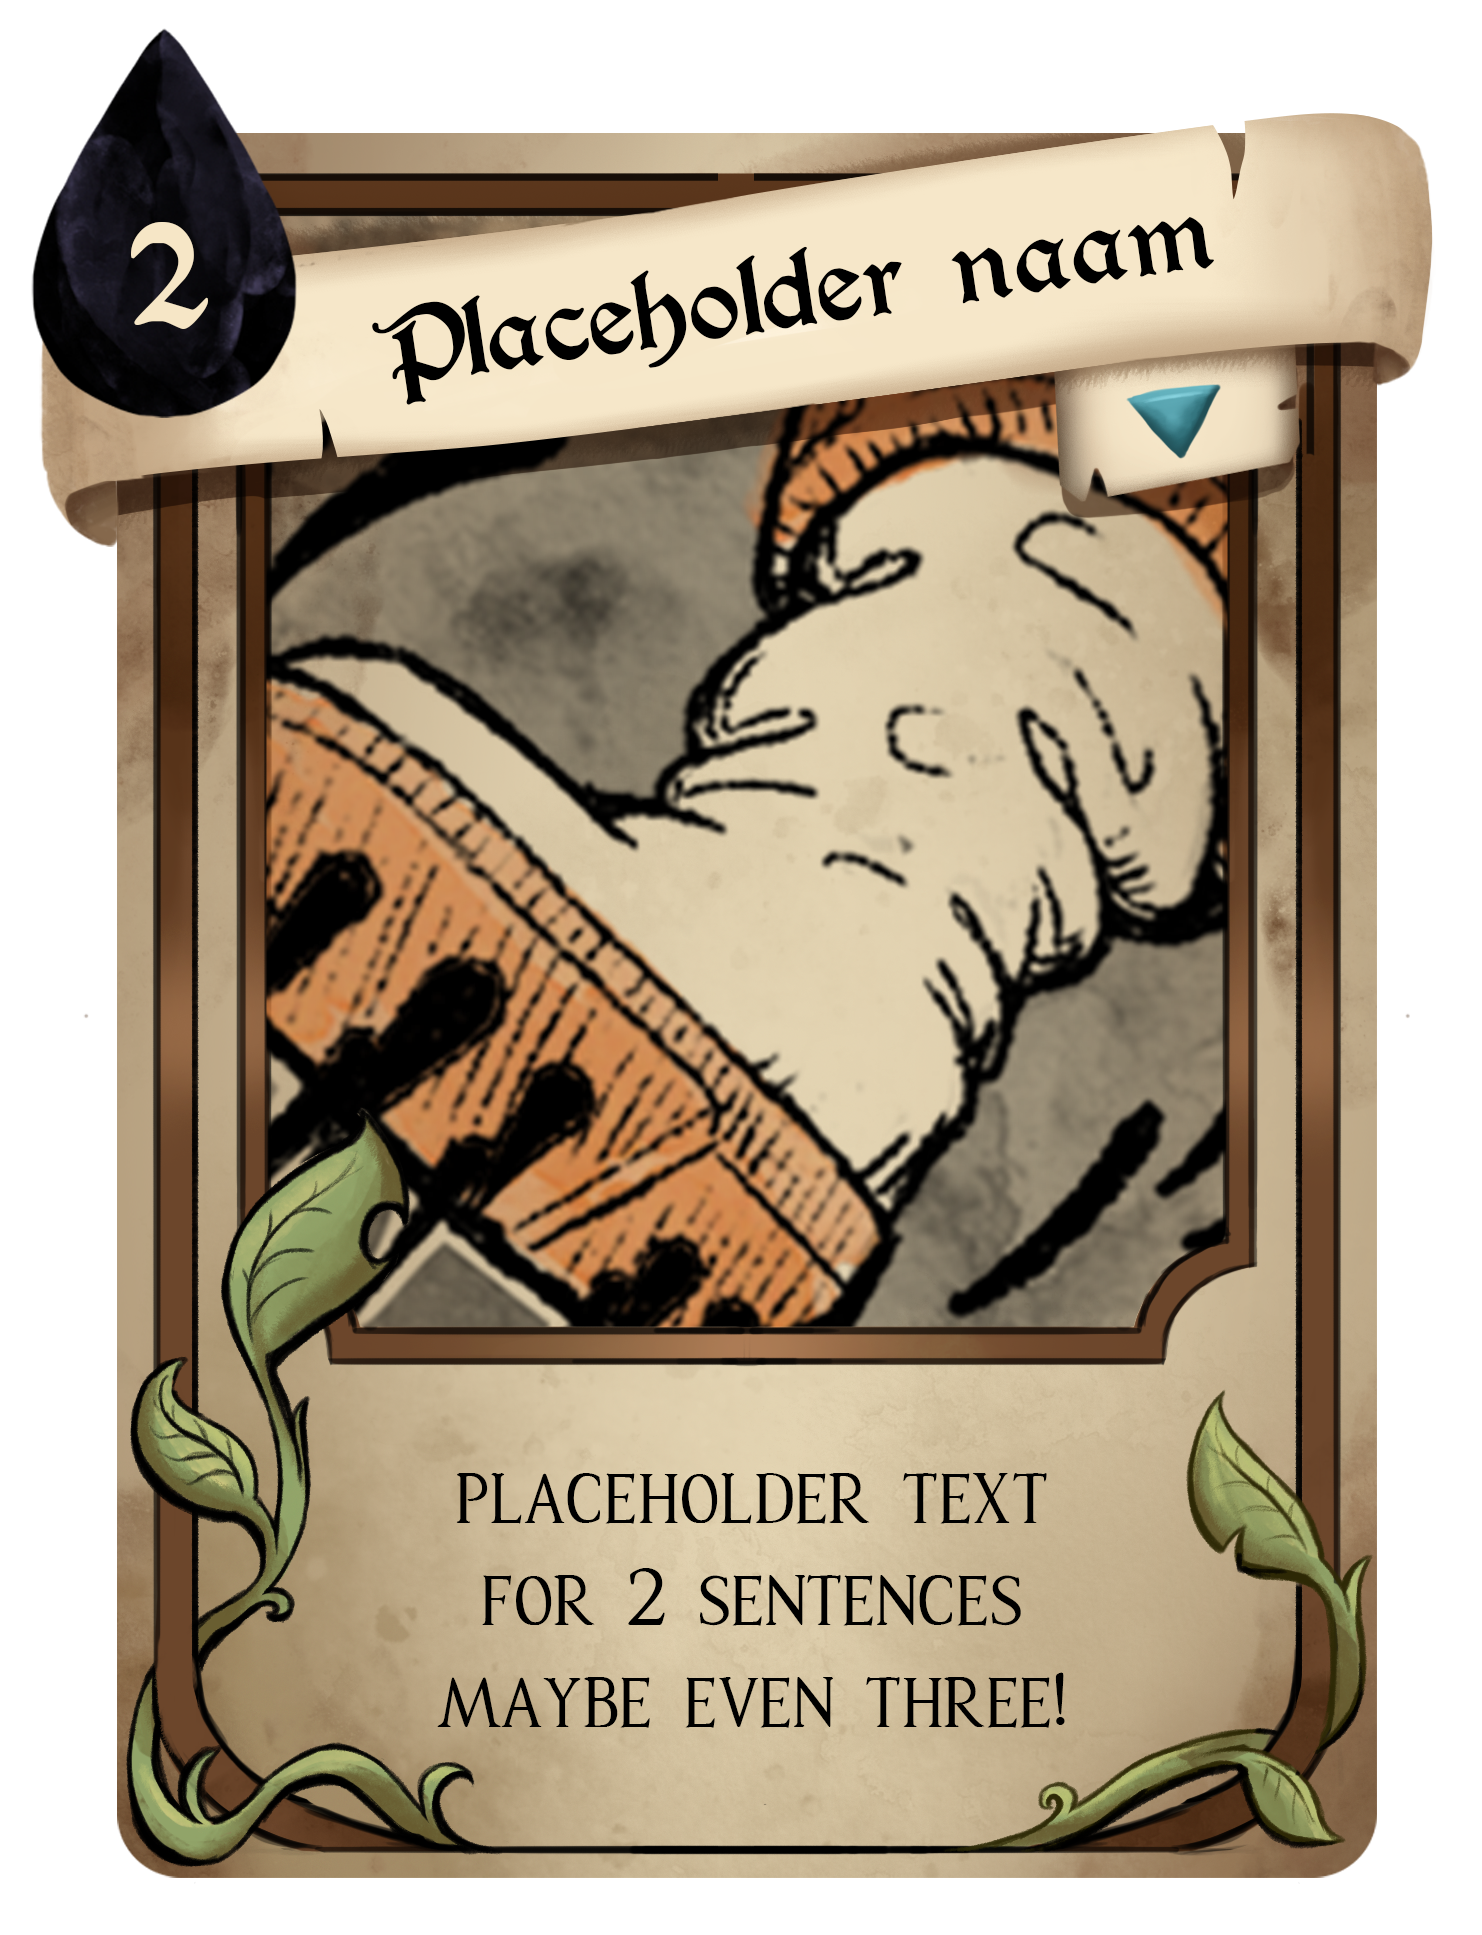 2
Placeholder naam
PLACEHOLDER TEXT
FOR 2 SENTENCES
MAYBE EVEN THREE!